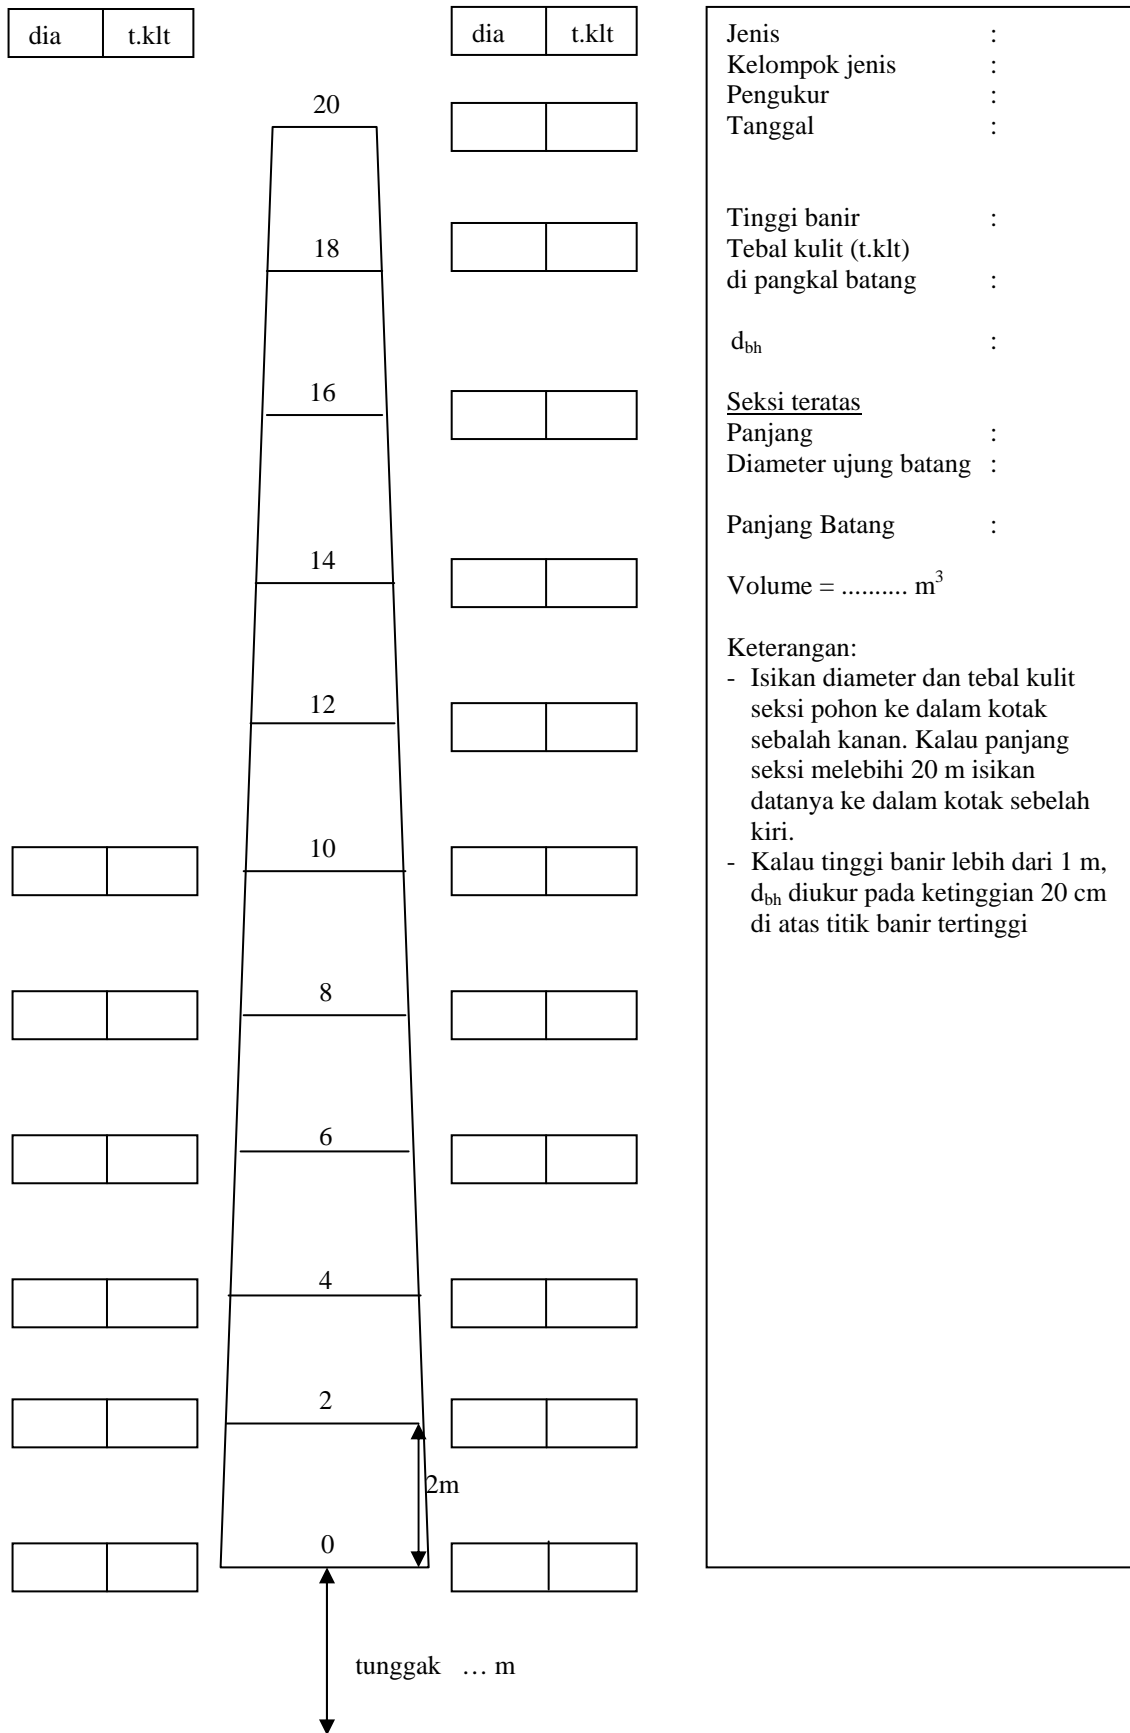 dia t.klt
dia t.klt
20
18
16
14
12
10
8
6
4
2
2m
0
tunggak ... m
Jenis :
Kelompok jenis :
Pengukur :
Tanggal :
Tinggi banir :
Tebal kulit (t.klt)
di pangkal batang :
dbh :
Seksi teratas
Panjang :
Diameter ujung batang :
Panjang Batang :
Volume = .......... m³
Keterangan:
- Isikan diameter dan tebal kulit
seksi pohon ke dalam kotak
sebalah kanan. Kalau panjang
seksi melebihi 20 m isikan
datanya ke dalam kotak sebelah
kiri.
- Kalau tinggi banir lebih dari 1 m,
dbh diukur pada ketinggian 20 cm
di atas titik banir tertinggi